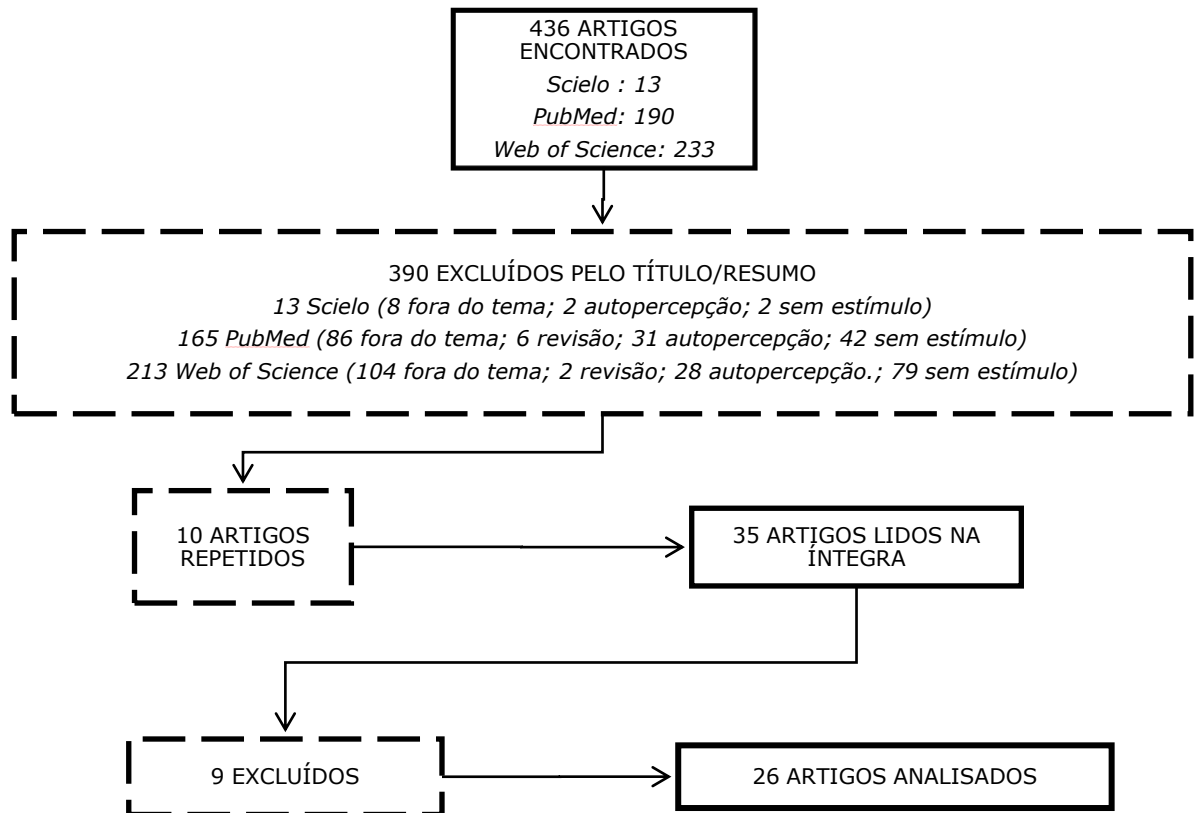 436 ARTIGOS
ENCONTRADOS
Scielo : 13
PubMed: 190
Web of Science: 233
390 EXCLUÍDOS PELO TÍTULO/RESUMO
13 Scielo (8 fora do tema; 2 autopercepção; 2 sem estímulo)
165 PubMed (86 fora do tema; 6 revisão; 31 autopercepção; 42 sem estímulo)
213 Web of Science (104 fora do tema; 2 revisão; 28 autopercepção.; 79 sem estímulo)
10 ARTIGOS
REPETIDOS
35 ARTIGOS LIDOS NA
ÍNTEGRA
9 EXCLUÍDOS
26 ARTIGOS ANALISADOS